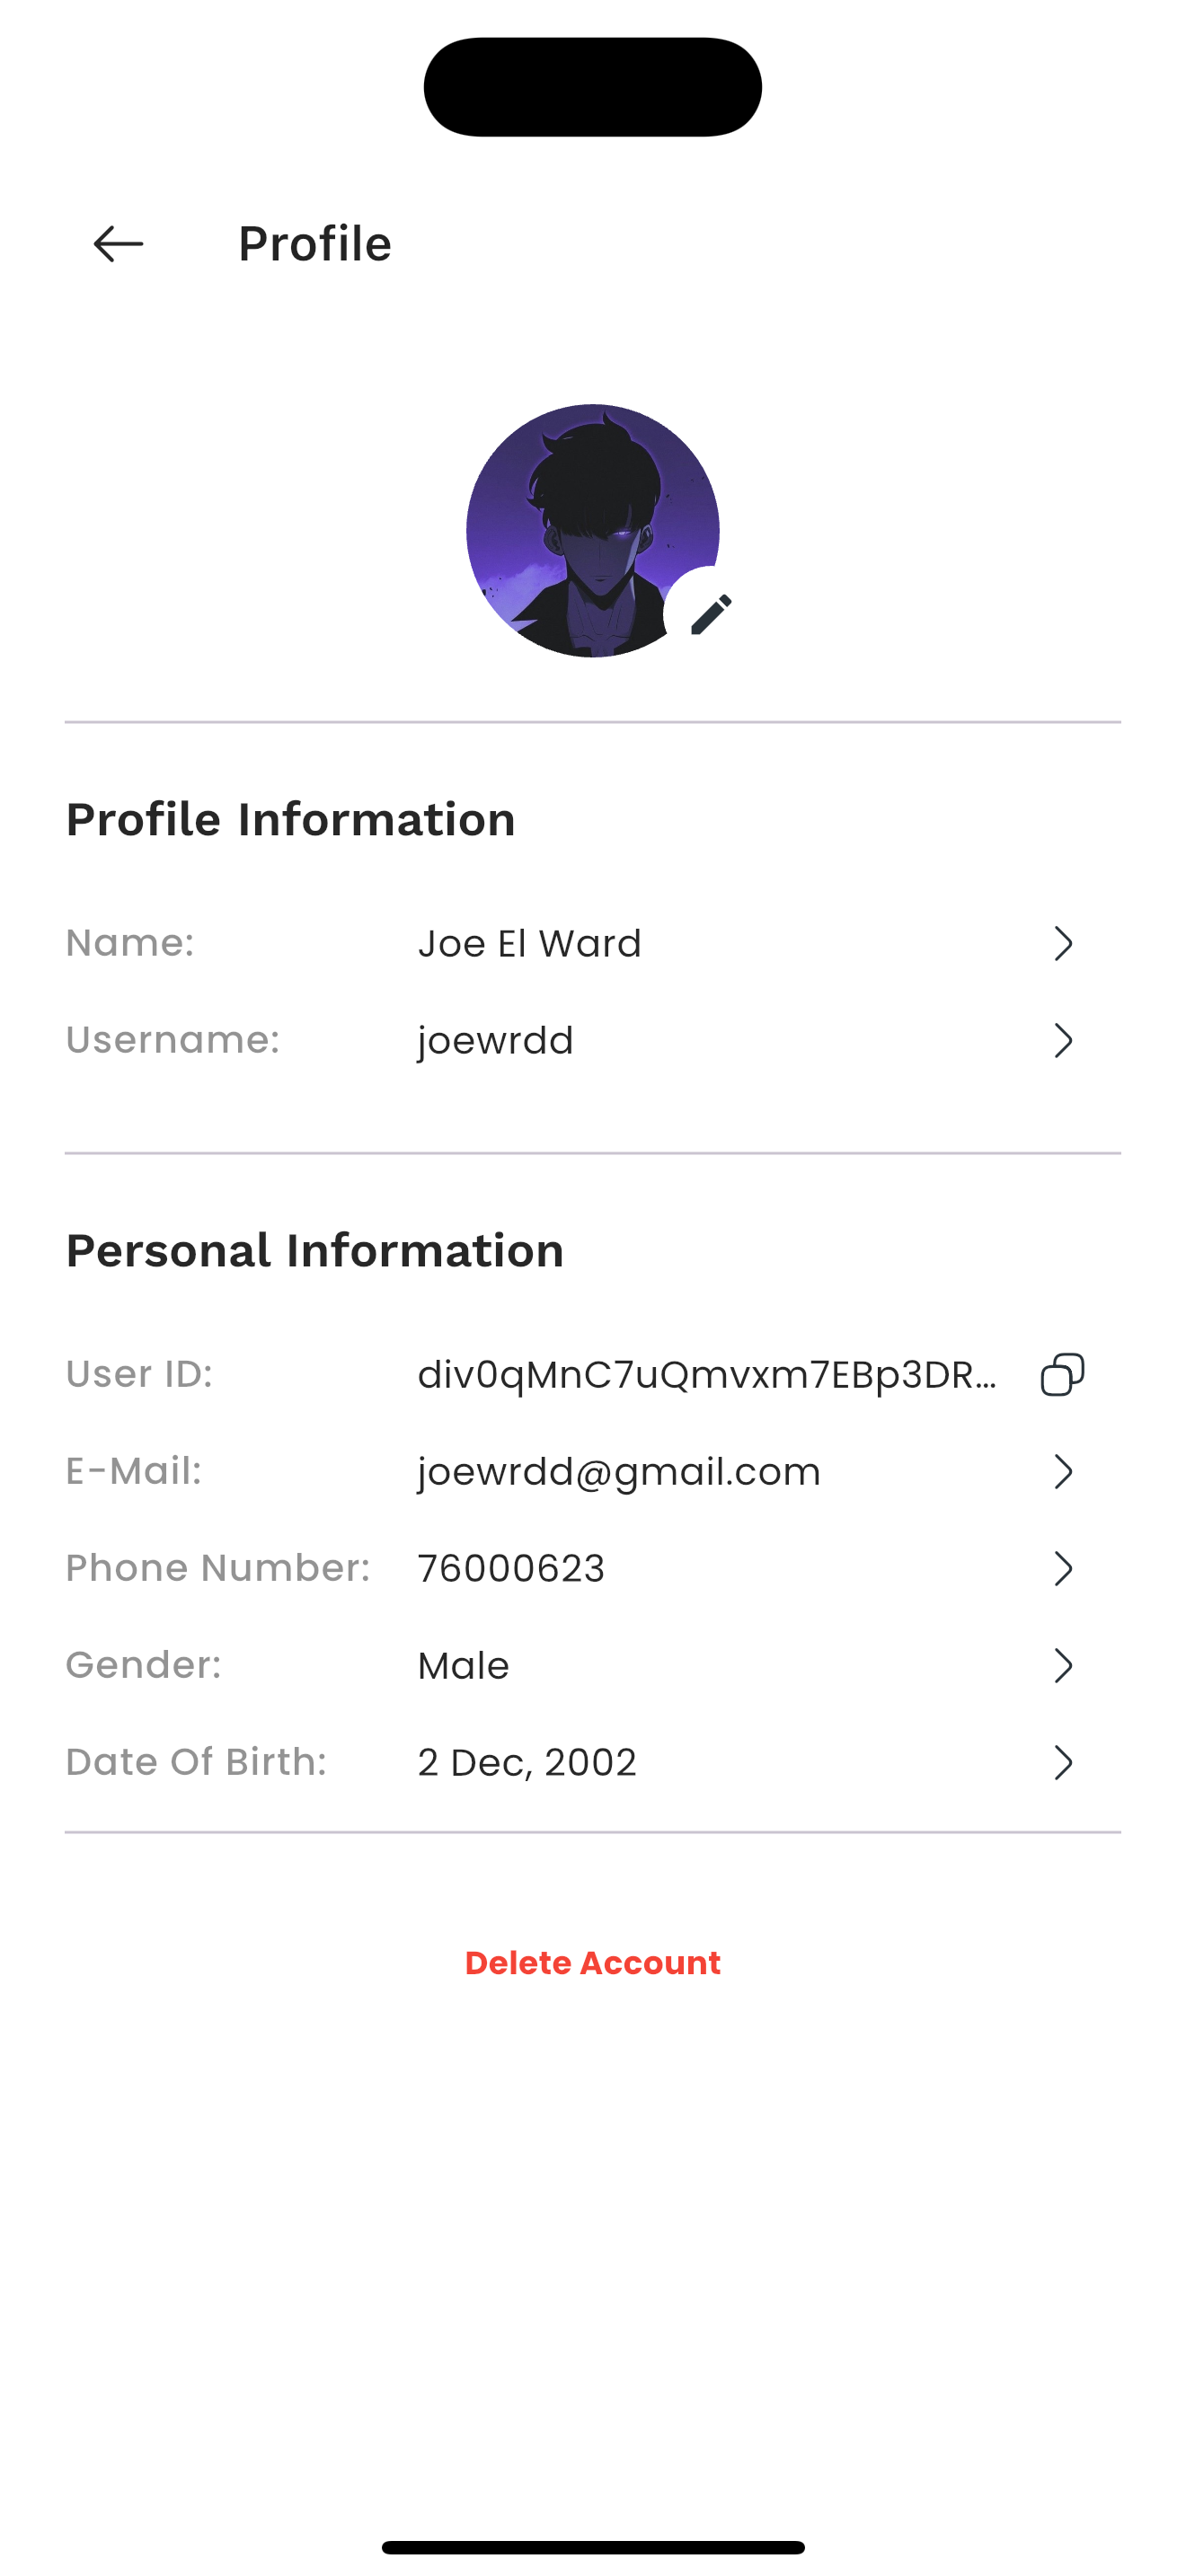 Profile
Profile Information
Name: Joe El Ward
Username: joewrdd
Personal Information
User ID: div0qMnC7uQmvxm7EBp3DR...
E-Mail: joewrdd@gmail.com
Phone Number: 76000623
Gender: Male
Date Of Birth: 2 Dec, 2002
Delete Account